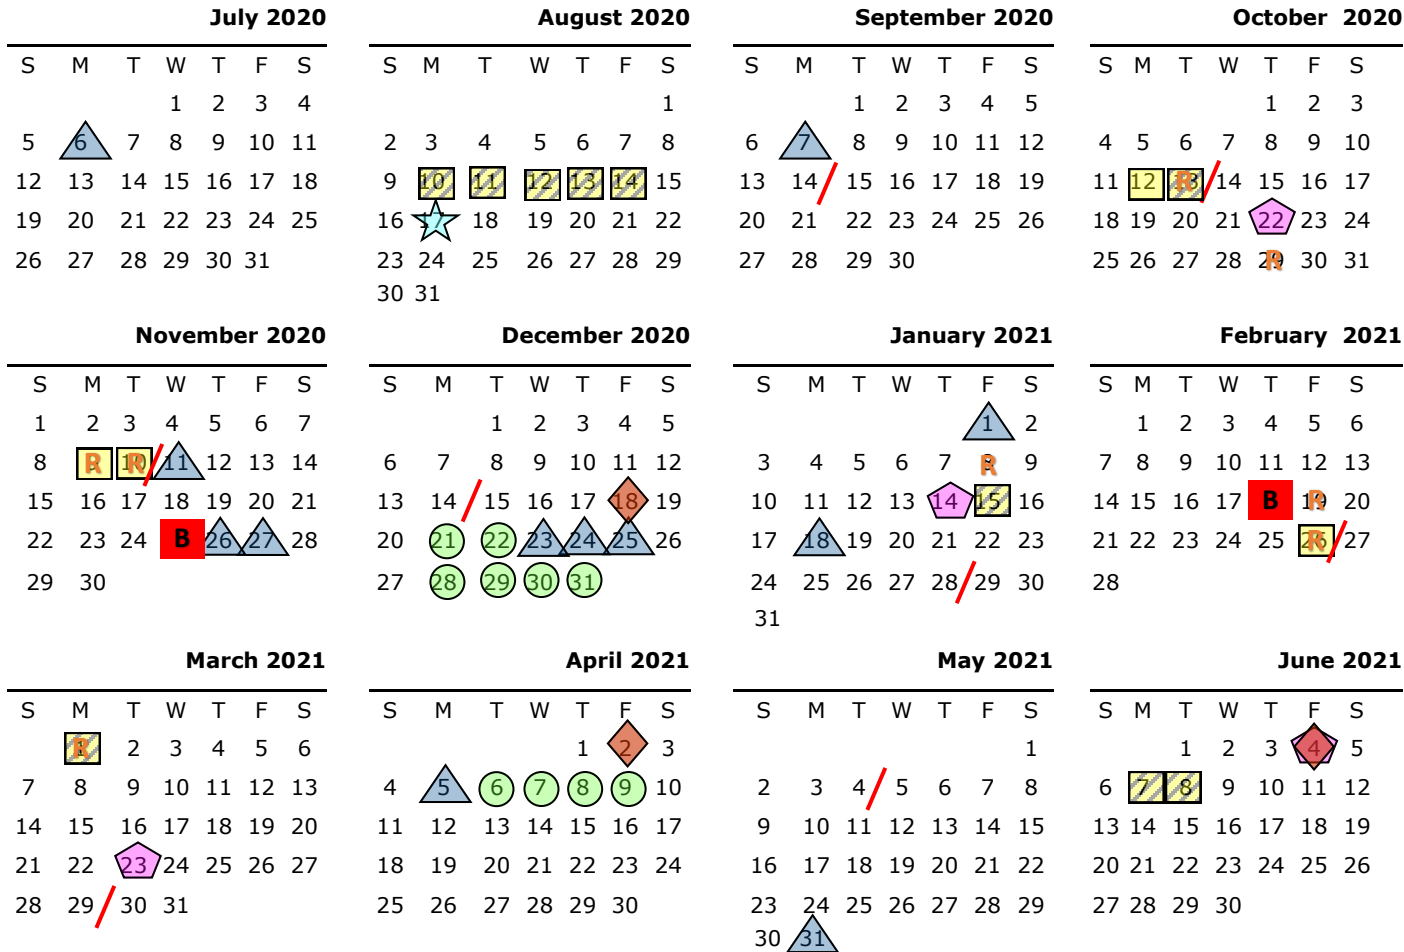 July 2020 August 2020 September 2020 October 2020
S M T W T F S S M T W T F S S M T W T F S S M T W T F S
1 2 3 4 1 1 2 3 4 5 1 2 3
5 6 7 8 9 10 11 2 3 4 5 6 7 8 6 7 8 9 10 11 12 4 5 6 7 8 9 10
12 13 14 15 16 17 18 9 10 11 12 13 14 15 13 14 15 16 17 18 19 11 12 13 R 14 15 16 17
19 20 21 22 23 24 25 16 17 18 19 20 21 22 20 21 22 23 24 25 26 18 19 20 21 22 23 24
26 27 28 29 30 31 23 24 25 26 27 28 29 27 28 29 30 25 26 27 28 29 R 30 31
30 31
November 2020 December 2020 January 2021 February 2021
S M T W T F S S M T W T F S S M T W T F S S M T W T F S
1 2 3 4 5 6 7 1 2 3 4 5 1 2 1 2 3 4 5 6
8 9 R 10 R 11 12 13 14 6 7 8 9 10 11 12 3 4 5 6 7 8 R 9 7 8 9 10 11 12 13
15 16 17 18 19 20 21 13 14 15 16 17 18 19 10 11 12 13 14 15 16 14 15 16 17 B 19 R 20
22 23 24 B 26 27 28 20 21 22 23 24 25 26 17 18 19 20 21 22 23 21 22 23 24 25 26 R 27
29 30 27 28 29 30 31 24 25 26 27 28 29 30 28
31
March 2021 April 2021 May 2021 June 2021
S M T W T F S S M T W T F S S M T W T F S S M T W T F S
1 R 2 3 4 5 6 1 2 3 1 1 2 3 4 5
7 8 9 10 11 12 13 4 5 6 7 8 9 10 2 3 4 5 6 7 8 6 7 8 9 10 11 12
14 15 16 17 18 19 20 11 12 13 14 15 16 17 9 10 11 12 13 14 15 13 14 15 16 17 18 19
21 22 23 24 25 26 27 18 19 20 21 22 23 24 16 17 18 19 20 21 22 20 21 22 23 24 25 26
28 29 30 31 25 26 27 28 29 30 23 24 25 26 27 28 29 27 28 29 30
30 31